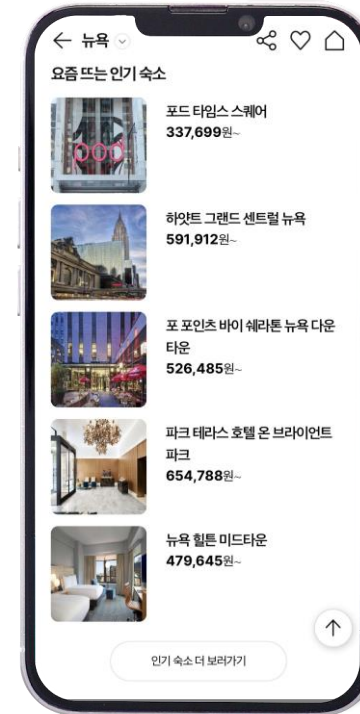 뉴욕
요즘 뜨는 인기 숙소
pod
포드 타임스 스퀘어
337,699원~
하얏트 그랜드 센트럴 뉴욕
591,912원~
포 포인츠 바이 쉐라톤 뉴욕 다운
타운
526,485원~
파크 테라스 호텔 온 브라이언트
파크
654,788원~
뉴욕 힐튼 미드타운
479,645원~
인기 숙소 더 보러가기